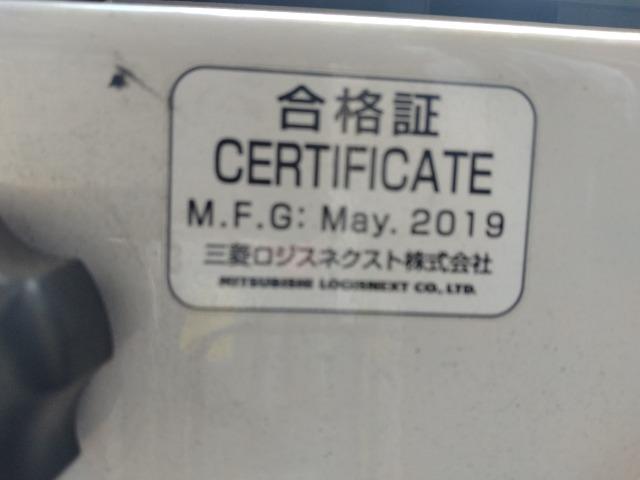 合格証
CERTIFICATE
M.F.G: May. 2019
三菱ロジスネクスト株式会社
MITSUBISHI LOGISNEXT CO., LTD.